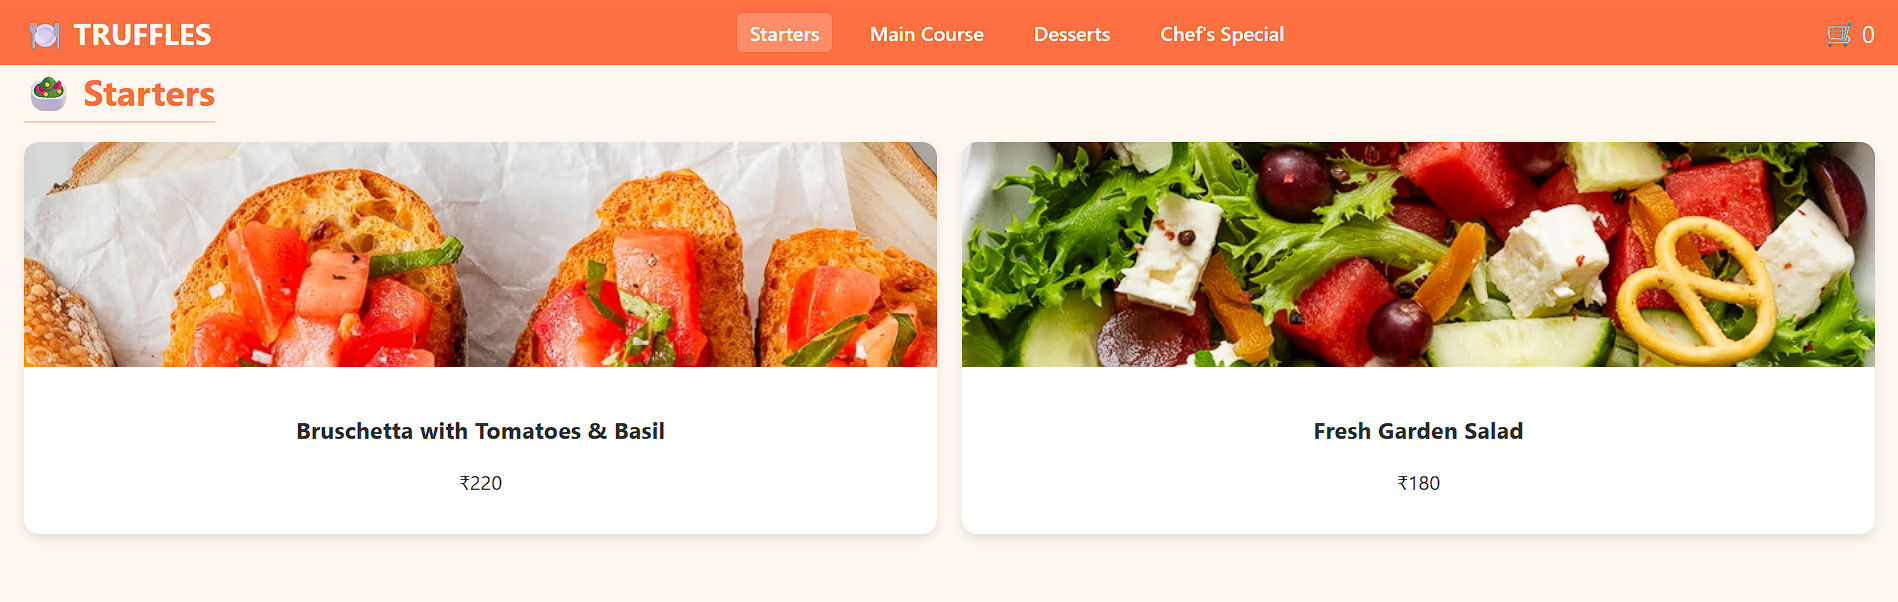 TRUFFLES
Starters Main Course Desserts Chef's Special
0
Starters
Bruschetta with Tomatoes & Basil
₹220
Fresh Garden Salad
₹180